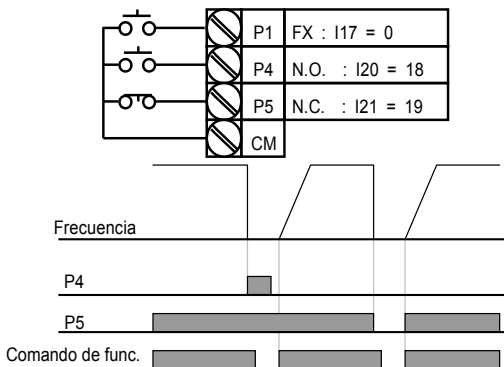 P1 FX : I17 = 0
P4 N.O. : I20 = 18
P5 N.C. : I21 = 19
CM
Frecuencia
P4
P5
Comando de func.